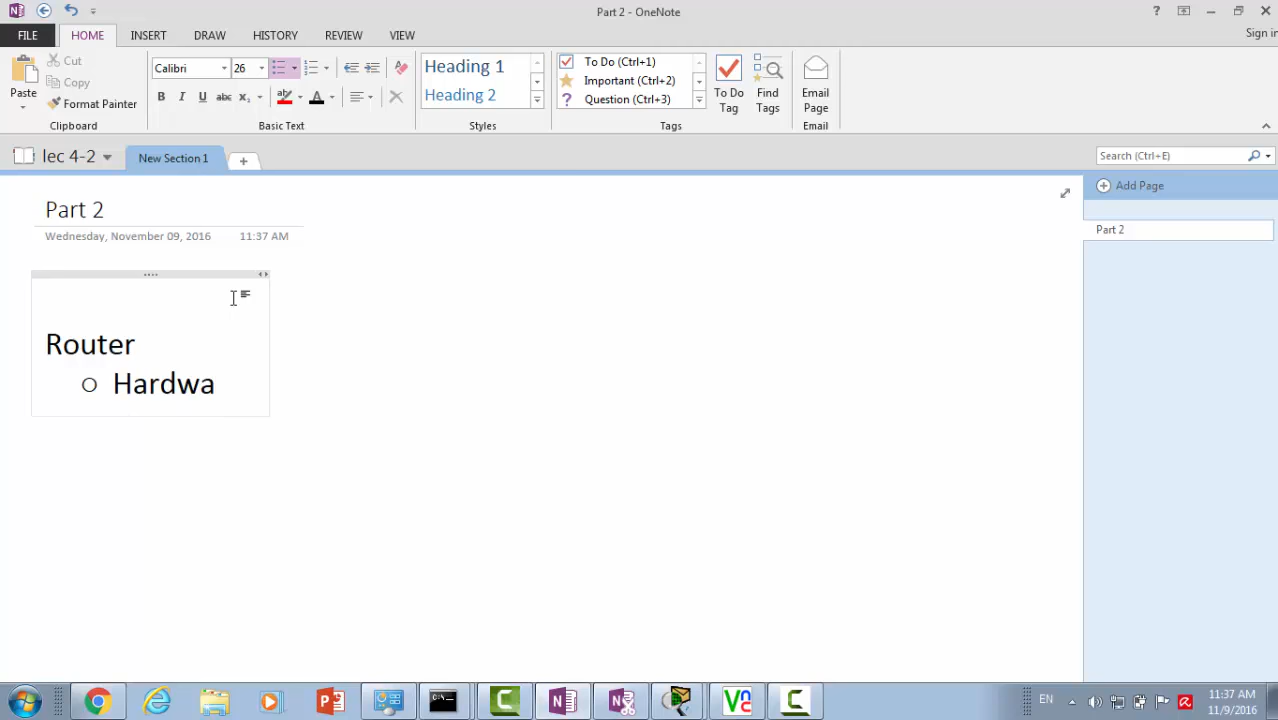 Part 2 - OneNote
?
Sign in
FILE
HOME
INSERT
DRAW
HISTORY
REVIEW
VIEW
Paste
Cut
Copy
Format Painter
Clipboard
Calibri
26
B I U abc x₂
A
Basic Text
Heading 1
Heading 2
Styles
To Do (Ctrl+1)
Important (Ctrl+2)
Question (Ctrl+3)
To Do
Tag
Find
Tags
Tags
Email
Page
Email
lec 4-2
New Section 1
Search (Ctrl+E)
Add Page
Part 2
Part 2
Wednesday, November 09, 2016
11:37 AM
Router
Hardwa
EN
11:37 AM
11/9/2016